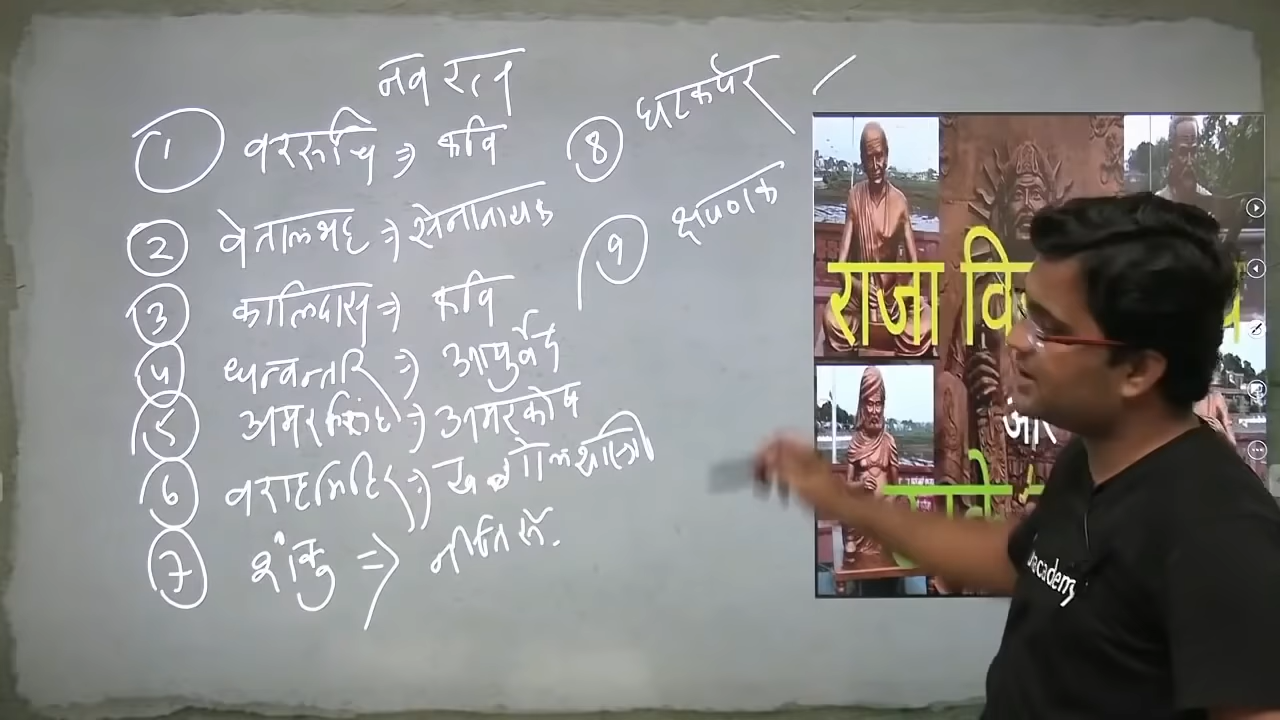 नवरत्न
1 वररूचि ⇒ कवि
2 वेतालभट्ट ⇒ सेनानायक
3 कालिदास ⇒ कवि
4 धन्वन्तरि ⇒ आयुर्वेद
5 अमरसिंह ⇒ अमरकोष
6 वराहमिहिर ⇒ खगोलशास्त्री
7 शंकु ⇒ नीति
8 घटकर्पर
9 क्षपणक
राजा
academy